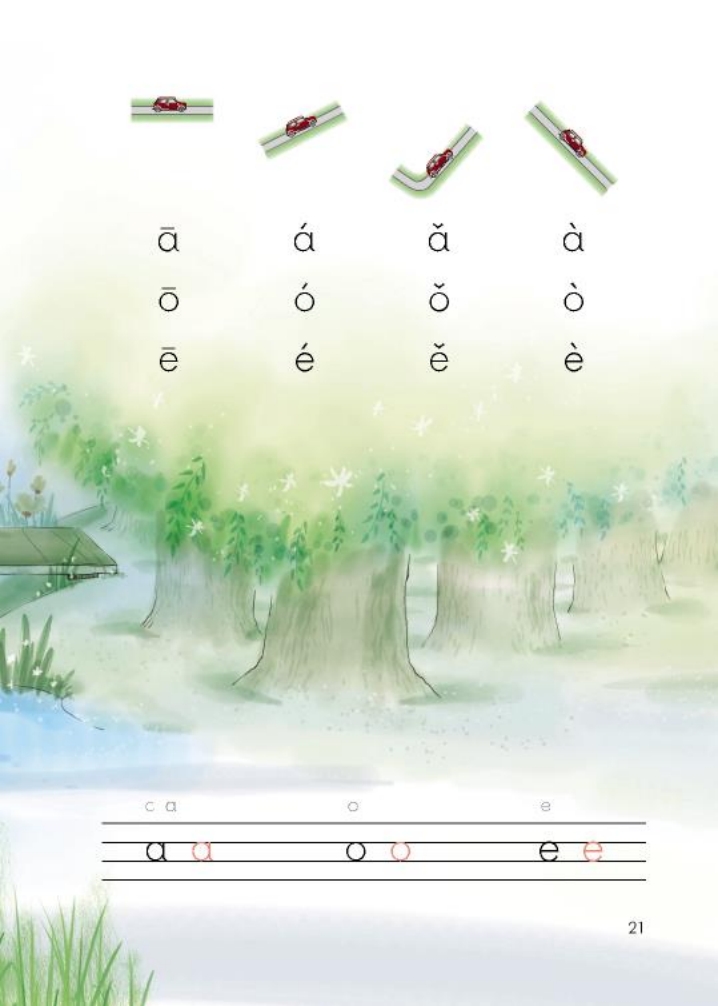 ā á ǎ à
ō ó ǒ ò
ē é ě è
c ɑ o e
ɑ ɑ o o e e
21